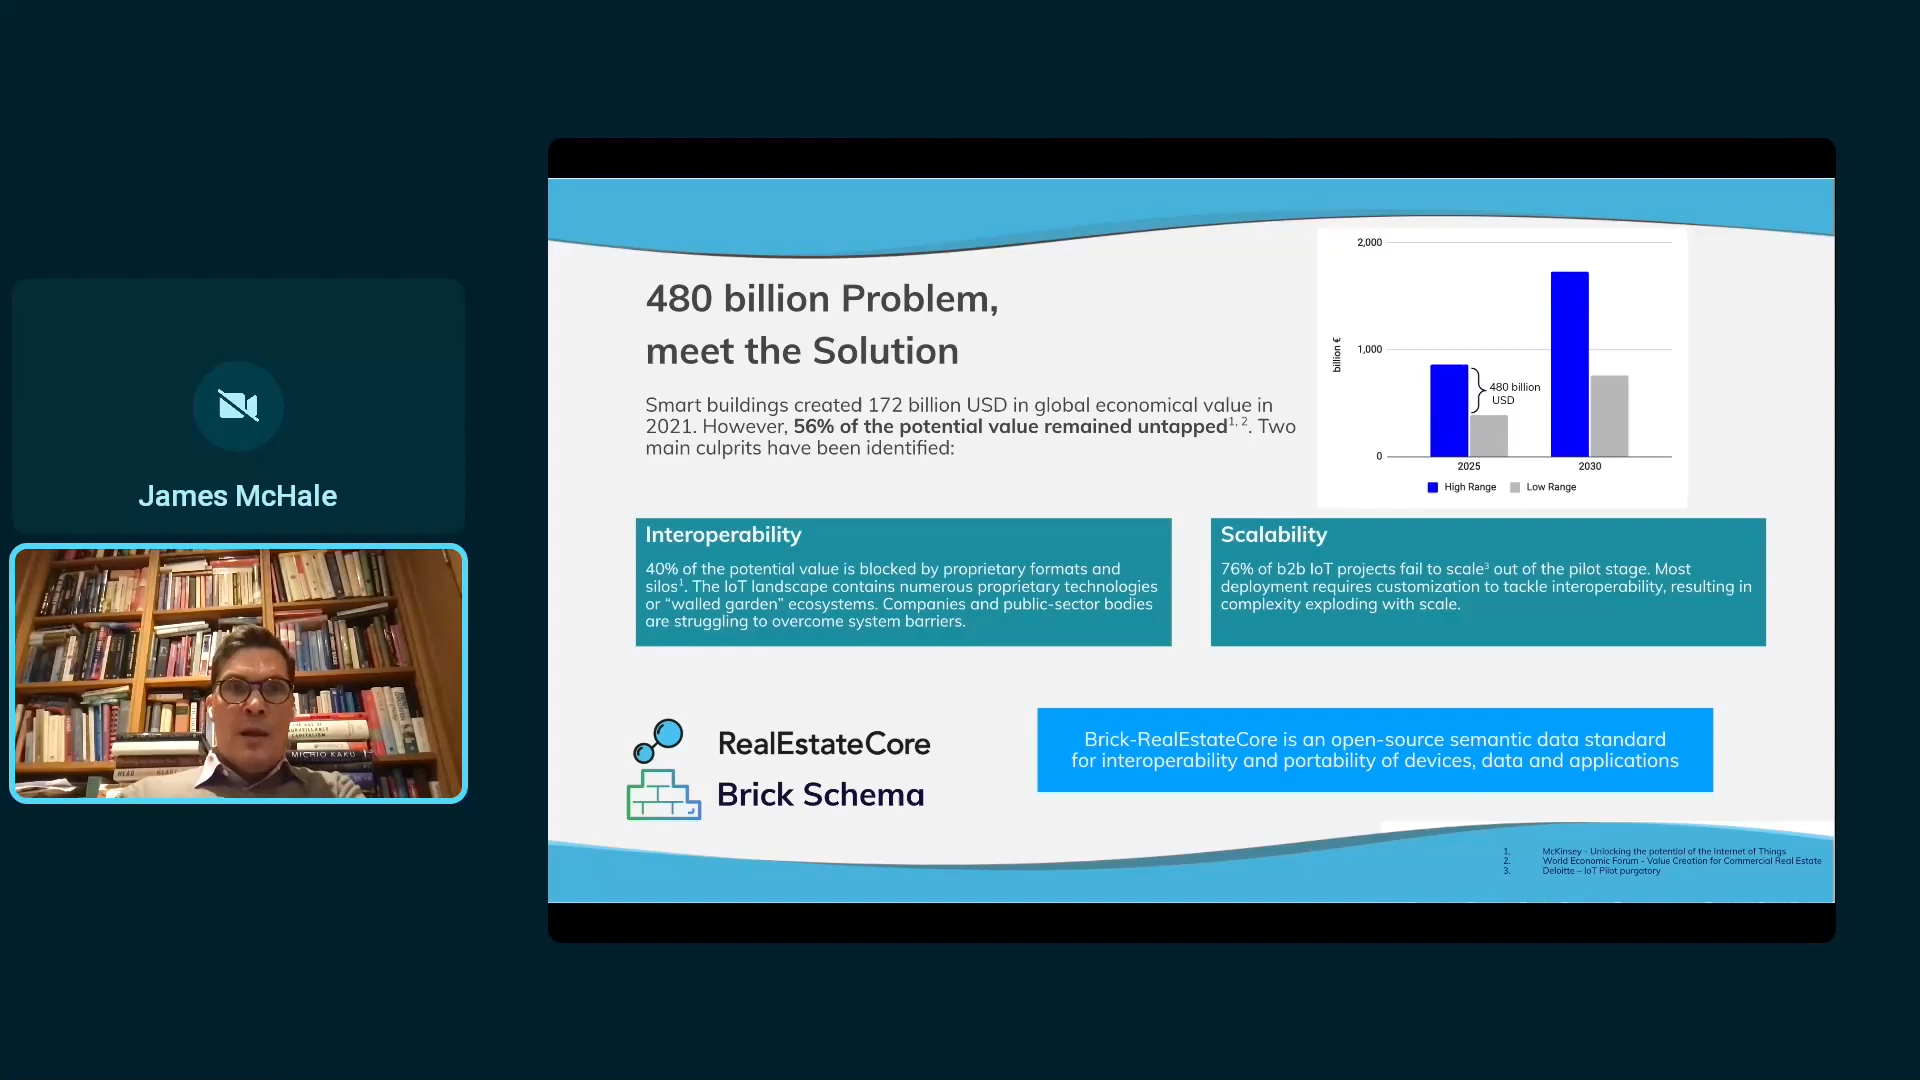 James McHale
480 billion Problem,
meet the Solution
Smart buildings created 172 billion USD in global economical value in
2021. However, 56% of the potential value remained untapped1, 2. Two
main culprits have been identified:
2,000
1,000
0
billion €
480 billion
USD
2025
2030
High Range
Low Range
Interoperability
40% of the potential value is blocked by proprietary formats and
silos1. The IoT landscape contains numerous proprietary technologies
or “walled garden” ecosystems. Companies and public-sector bodies
are struggling to overcome system barriers.
Scalability
76% of b2b IoT projects fail to scale3 out of the pilot stage. Most
deployment requires customization to tackle interoperability, resulting in
complexity exploding with scale.
RealEstateCore
Brick Schema
Brick-RealEstateCore is an open-source semantic data standard
for interoperability and portability of devices, data and applications
1. McKinsey - Unlocking the potential of the Internet of Things
2. World Economic Forum - Value Creation for Commercial Real Estate
3. Deloitte – IoT Pilot purgatory
SURVEILLANCE
CAPITALISM
MICHIO KAKU
HEAD HEART